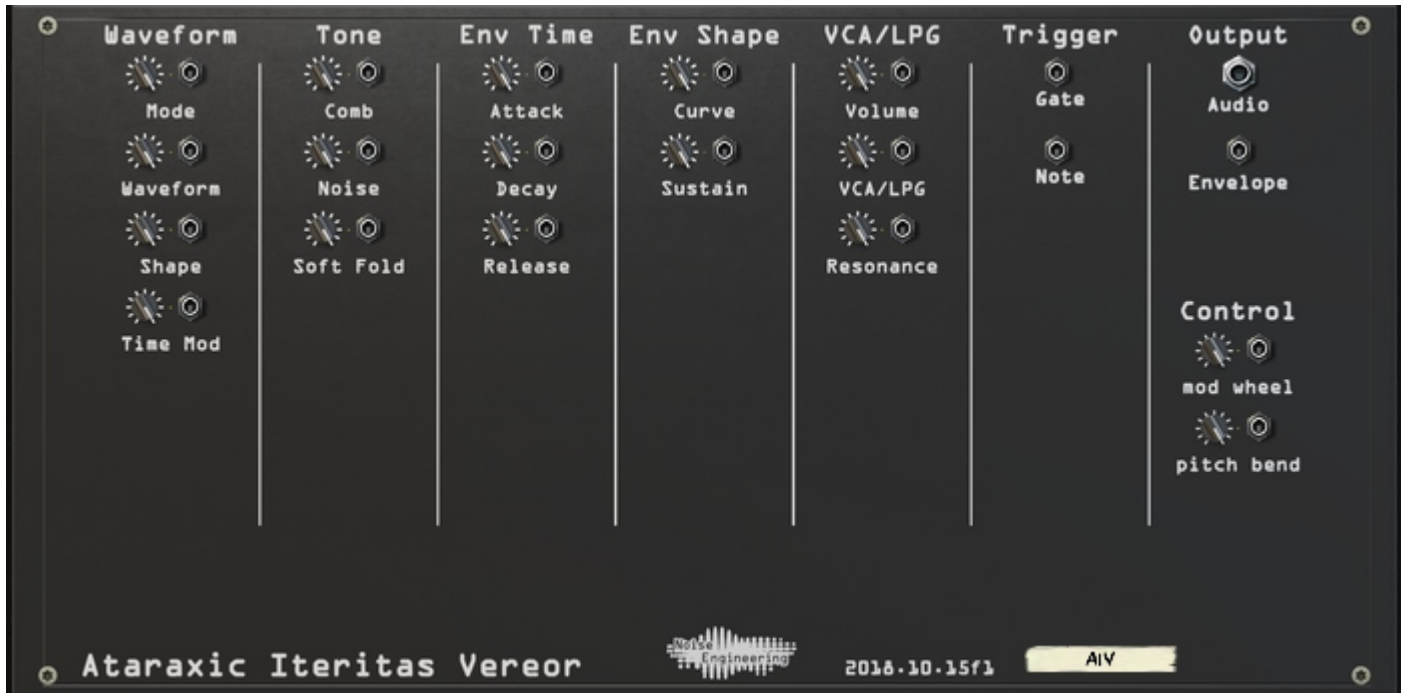 Waveform Tone Env Time Env Shape VCA/LPG Trigger Output
Mode Comb Attack Curve Volume Gate Audio
Waveform Noise Decay Sustain VCA/LPG Note Envelope
Shape Soft Fold Release Resonance
Control
Time Mod
mod wheel
pitch bend
Noise
Engineering
Ataraxic Iteritas Vereor 2018.10.15f1 AIV